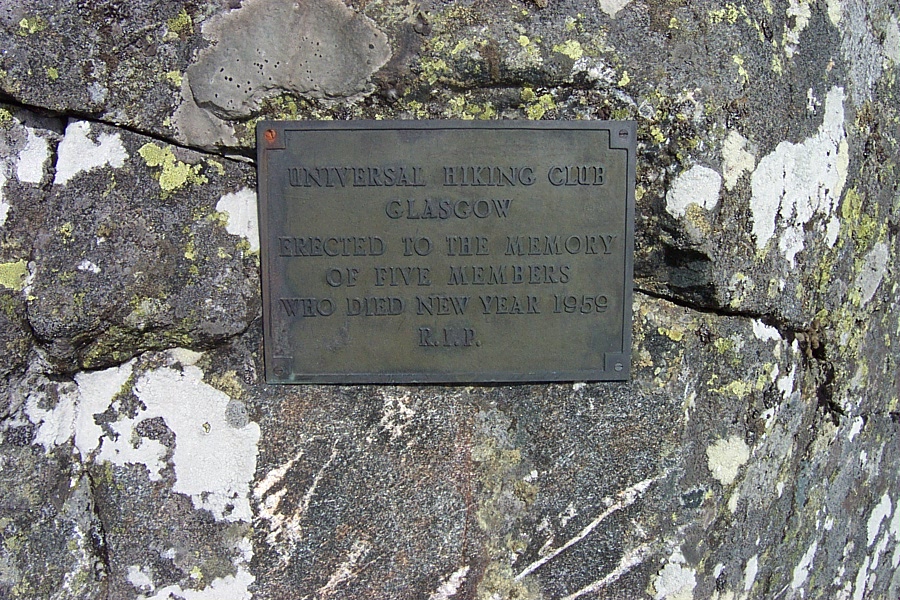 UNIVERSAL HIKING CLUB
GLASGOW
ERECTED TO THE MEMORY
OF FIVE MEMBERS
WHO DIED NEW YEAR 1959
R.I.P.